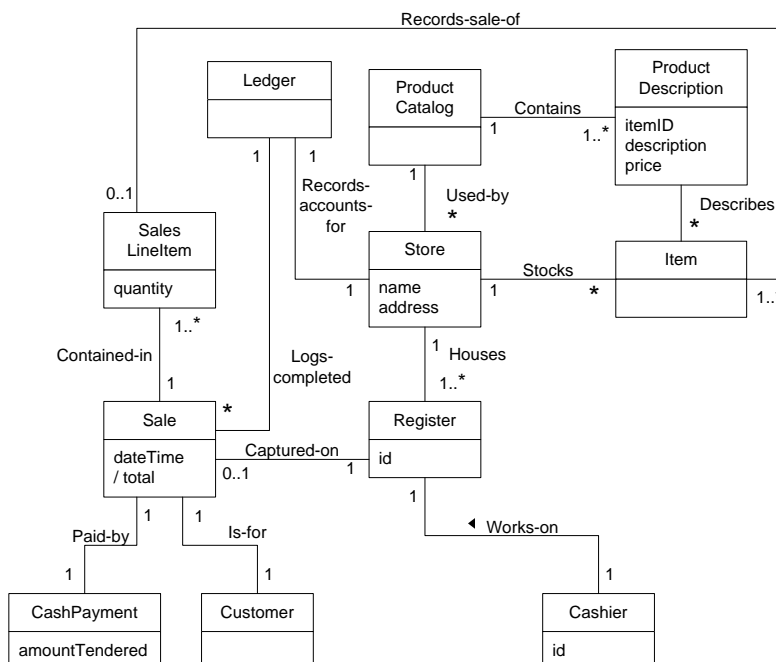 Records-sale-of
Ledger
Product
Catalog
Product
Description
itemID
description
price
Contains
1
1..*
1
1
1
Records-
accounts-
for
Used-by
*
Describes
*
0..1
Sales
LineItem
quantity
Store
name
address
Item
Stocks
1
1
*
1..*
1..*
Contained-in
1
Logs-
completed
*
1
Houses
1..*
Sale
dateTime
/ total
Register
id
Captured-on
0..1
1
1
1
1
Paid-by
Is-for
Works-on
1
1
1
CashPayment
amountTendered
Customer
Cashier
id